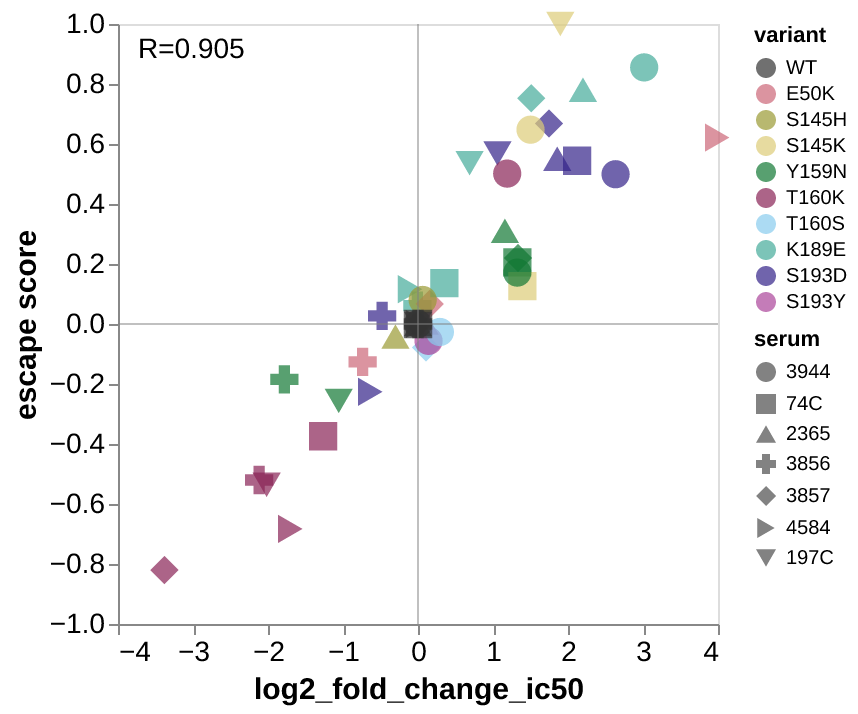 R=0.905
escape score
1.0
0.8
0.6
0.4
0.2
0.0
−0.2
−0.4
−0.6
−0.8
−1.0
−4 −3 −2 −1 0 1 2 3 4
log2_fold_change_ic50
variant
WT
E50K
S145H
S145K
Y159N
T160K
T160S
K189E
S193D
S193Y
serum
3944
74C
2365
3856
3857
4584
197C